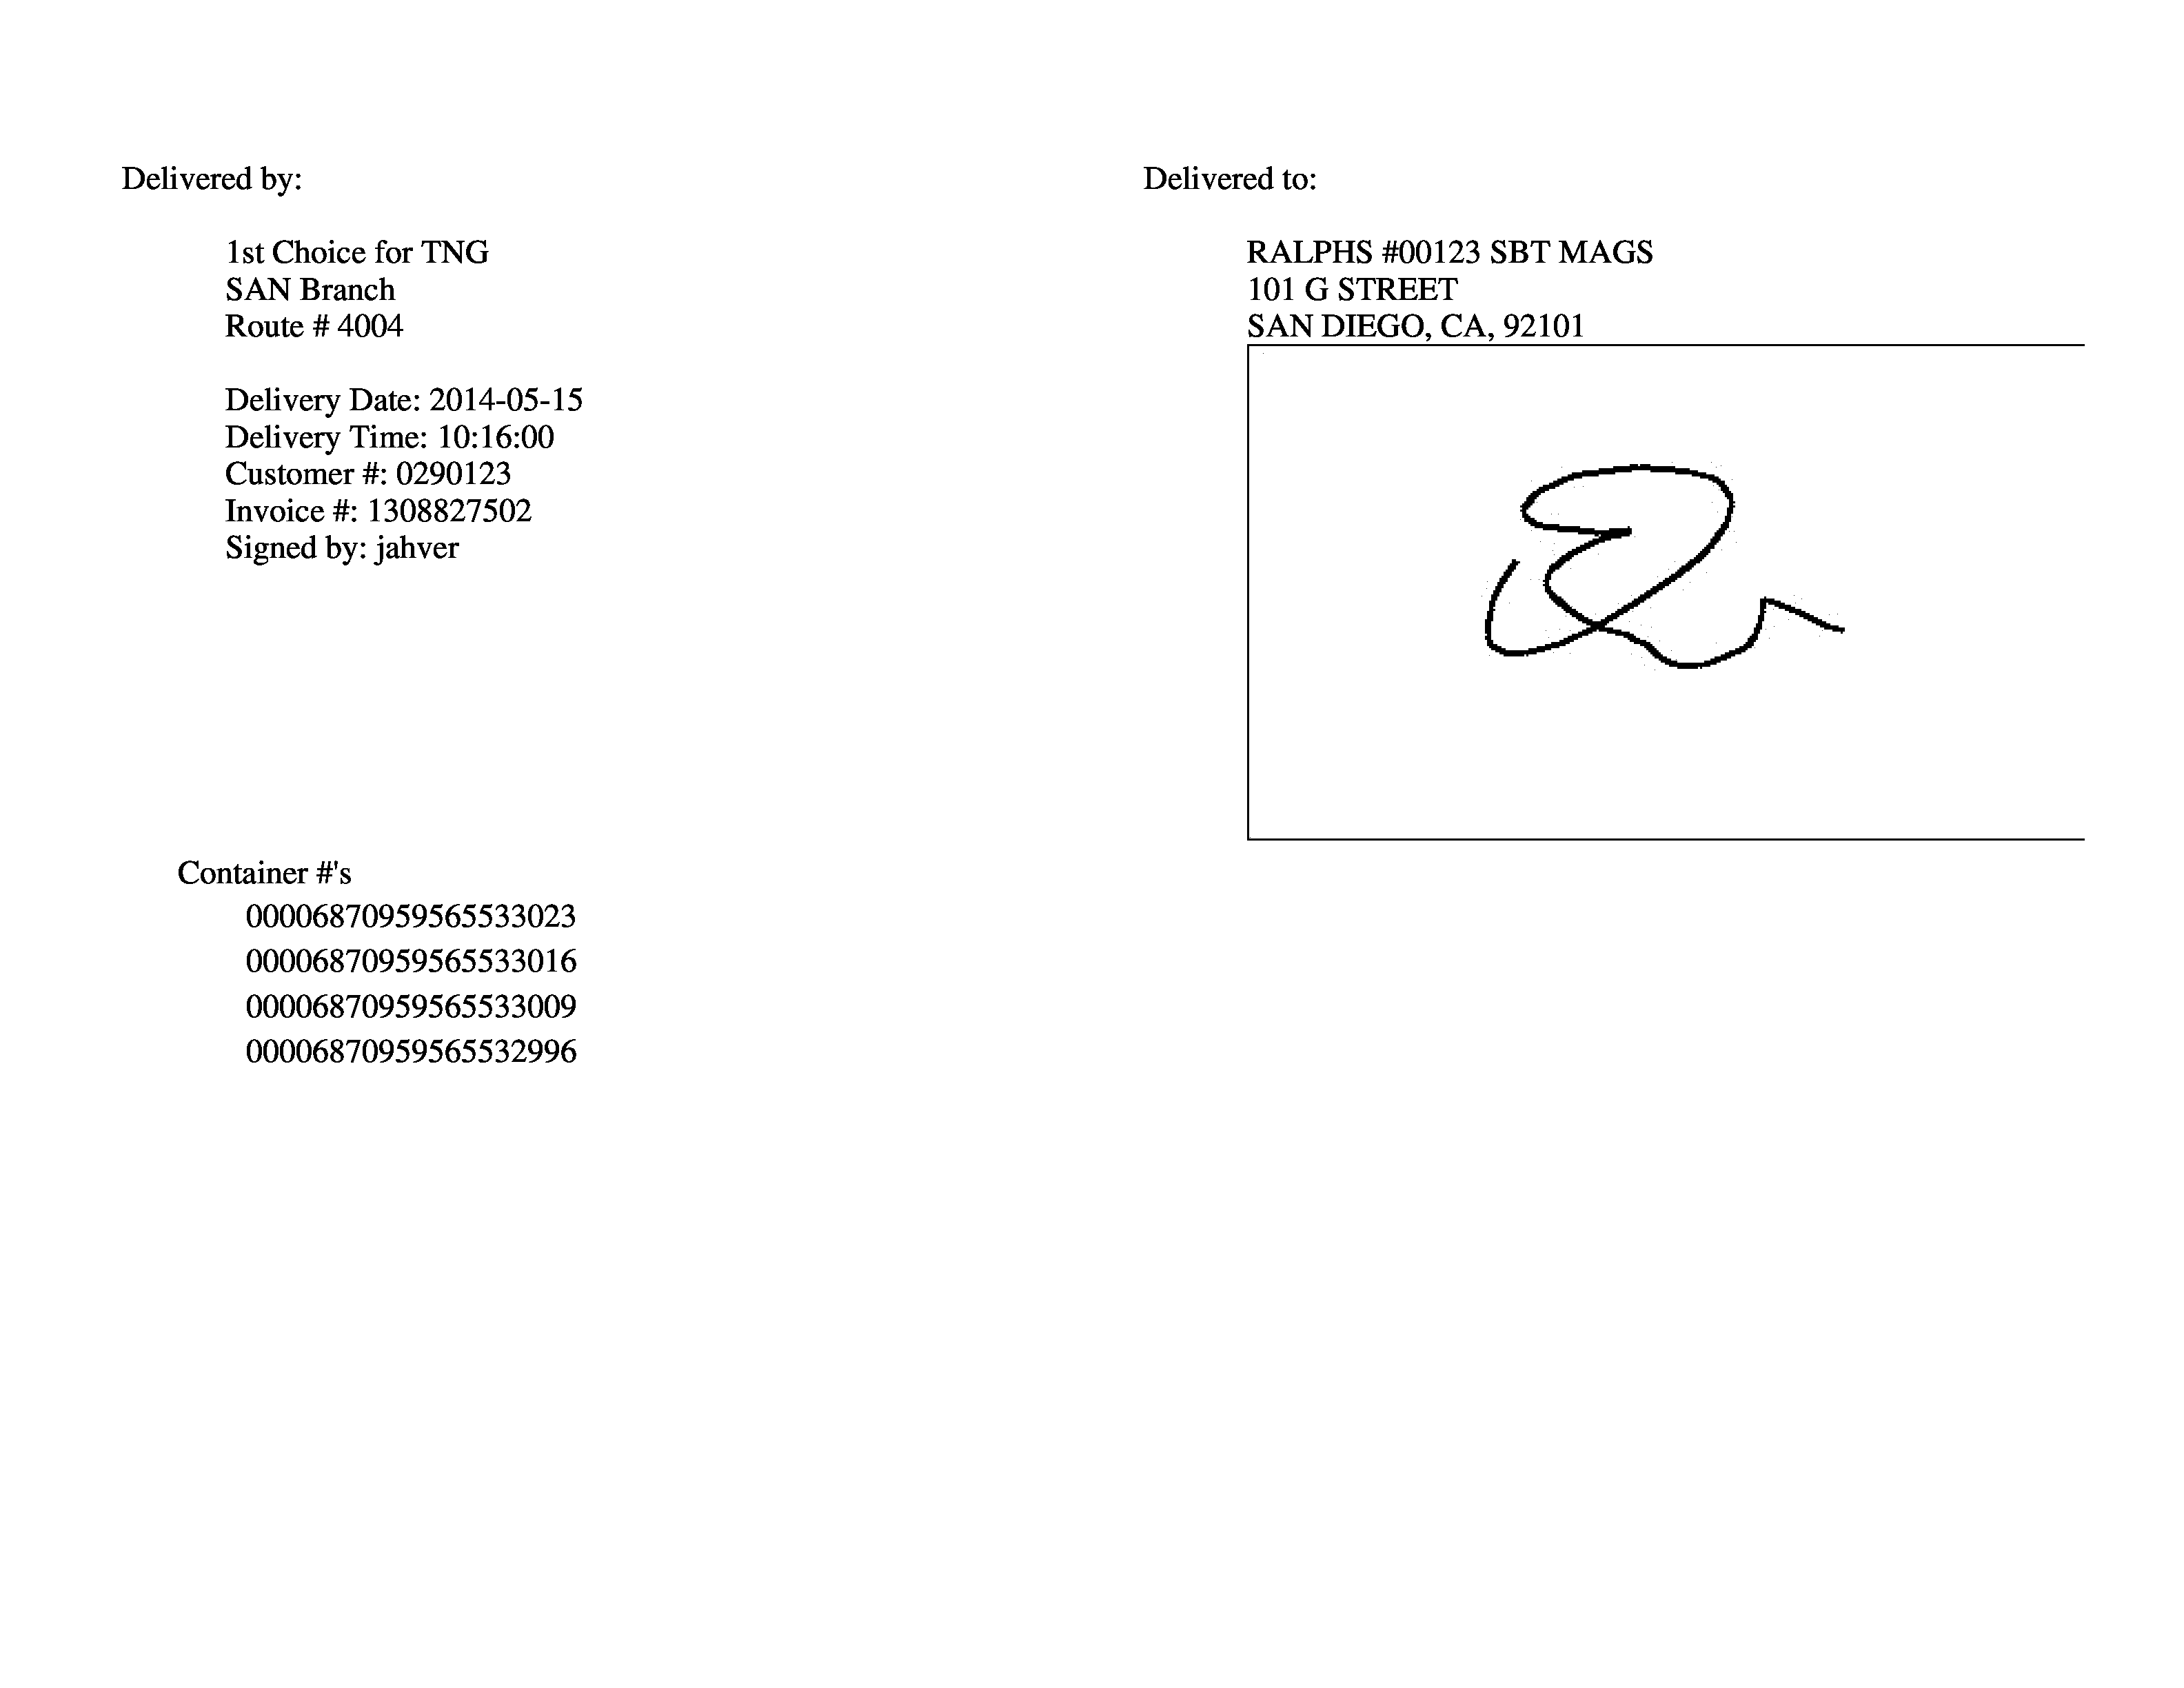 Delivered by:
1st Choice for TNG
SAN Branch
Route # 4004
Delivery Date: 2014-05-15
Delivery Time: 10:16:00
Customer #: 0290123
Invoice #: 1308827502
Signed by: jahver
Delivered to:
RALPHS #00123 SBT MAGS
101 G STREET
SAN DIEGO, CA, 92101
Container #'s
00006870959565533023
00006870959565533016
00006870959565533009
00006870959565532996